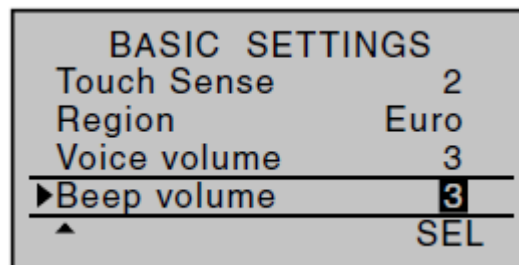 BASIC SETTINGS
Touch Sense 2
Region Euro
Voice volume 3
Beep volume 3
SEL